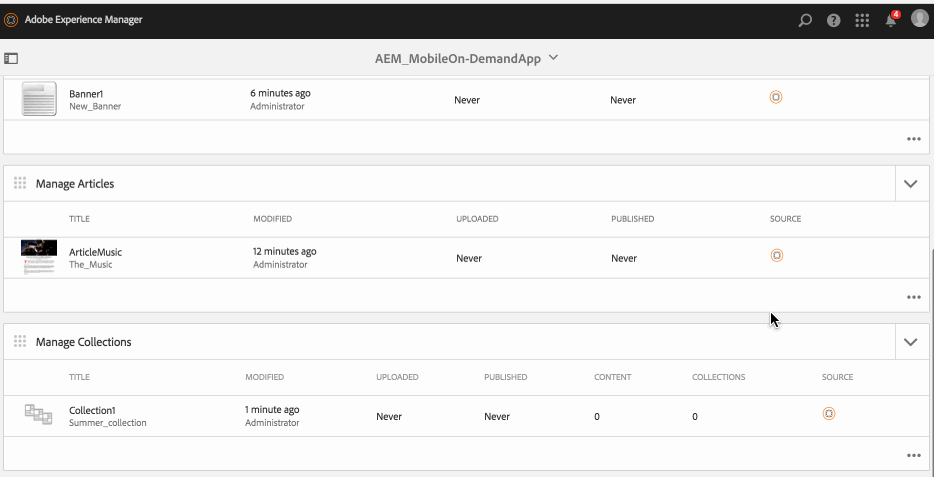 Adobe Experience Manager
4
AEM_MobileOn-DemandApp
Banner1
New_Banner
6 minutes ago
Administrator
Never
Never
Manage Articles
TITLE MODIFIED UPLOADED PUBLISHED SOURCE
ArticleMusic
The_Music
12 minutes ago
Administrator
Never
Never
Manage Collections
TITLE MODIFIED UPLOADED PUBLISHED CONTENT COLLECTIONS SOURCE
Collection1
Summer_collection
1 minute ago
Administrator
Never
Never
0
0